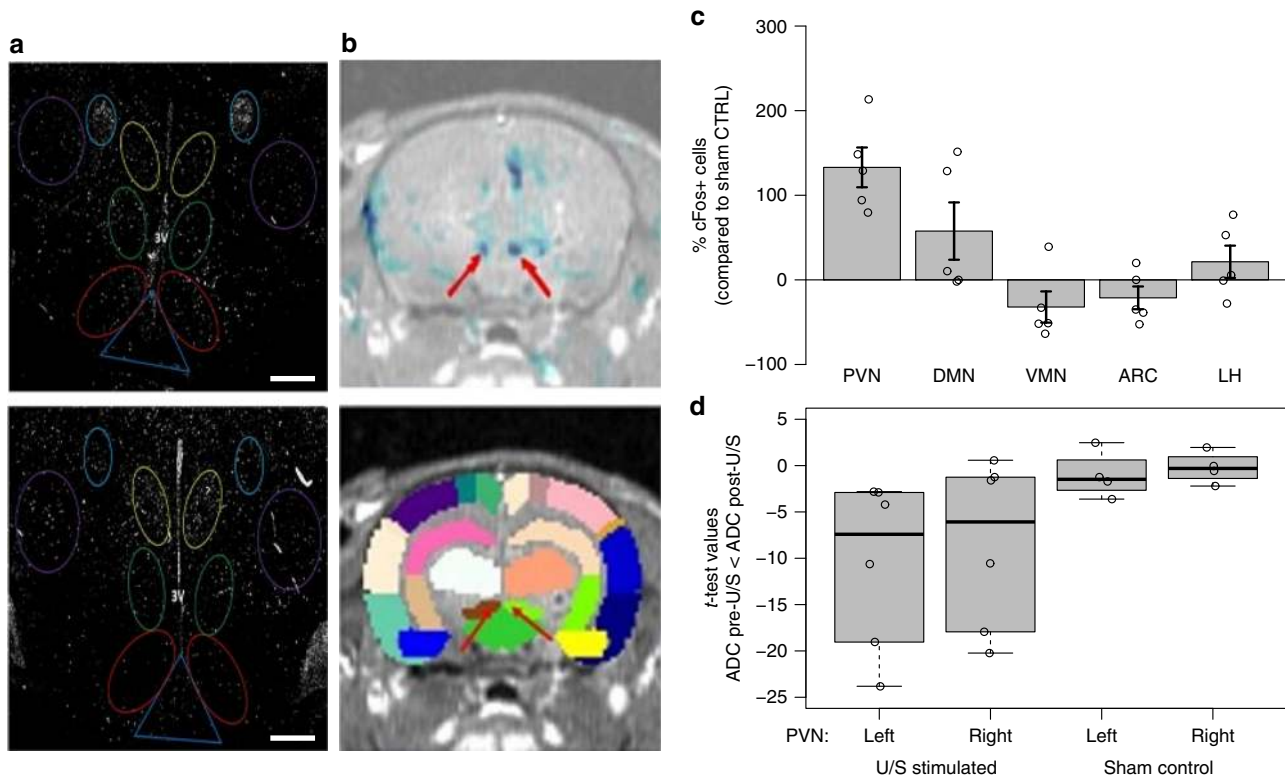 a
3V
3V
b
c
% cFos+ cells
(compared to sham CTRL)
300
200
100
0
−100
PVN DMN VMN ARC LH
d
t-test values
ADC pre-U/S < ADC post-U/S
5
0
−5
−10
−15
−20
−25
PVN: Left Right Left Right
U/S stimulated Sham control